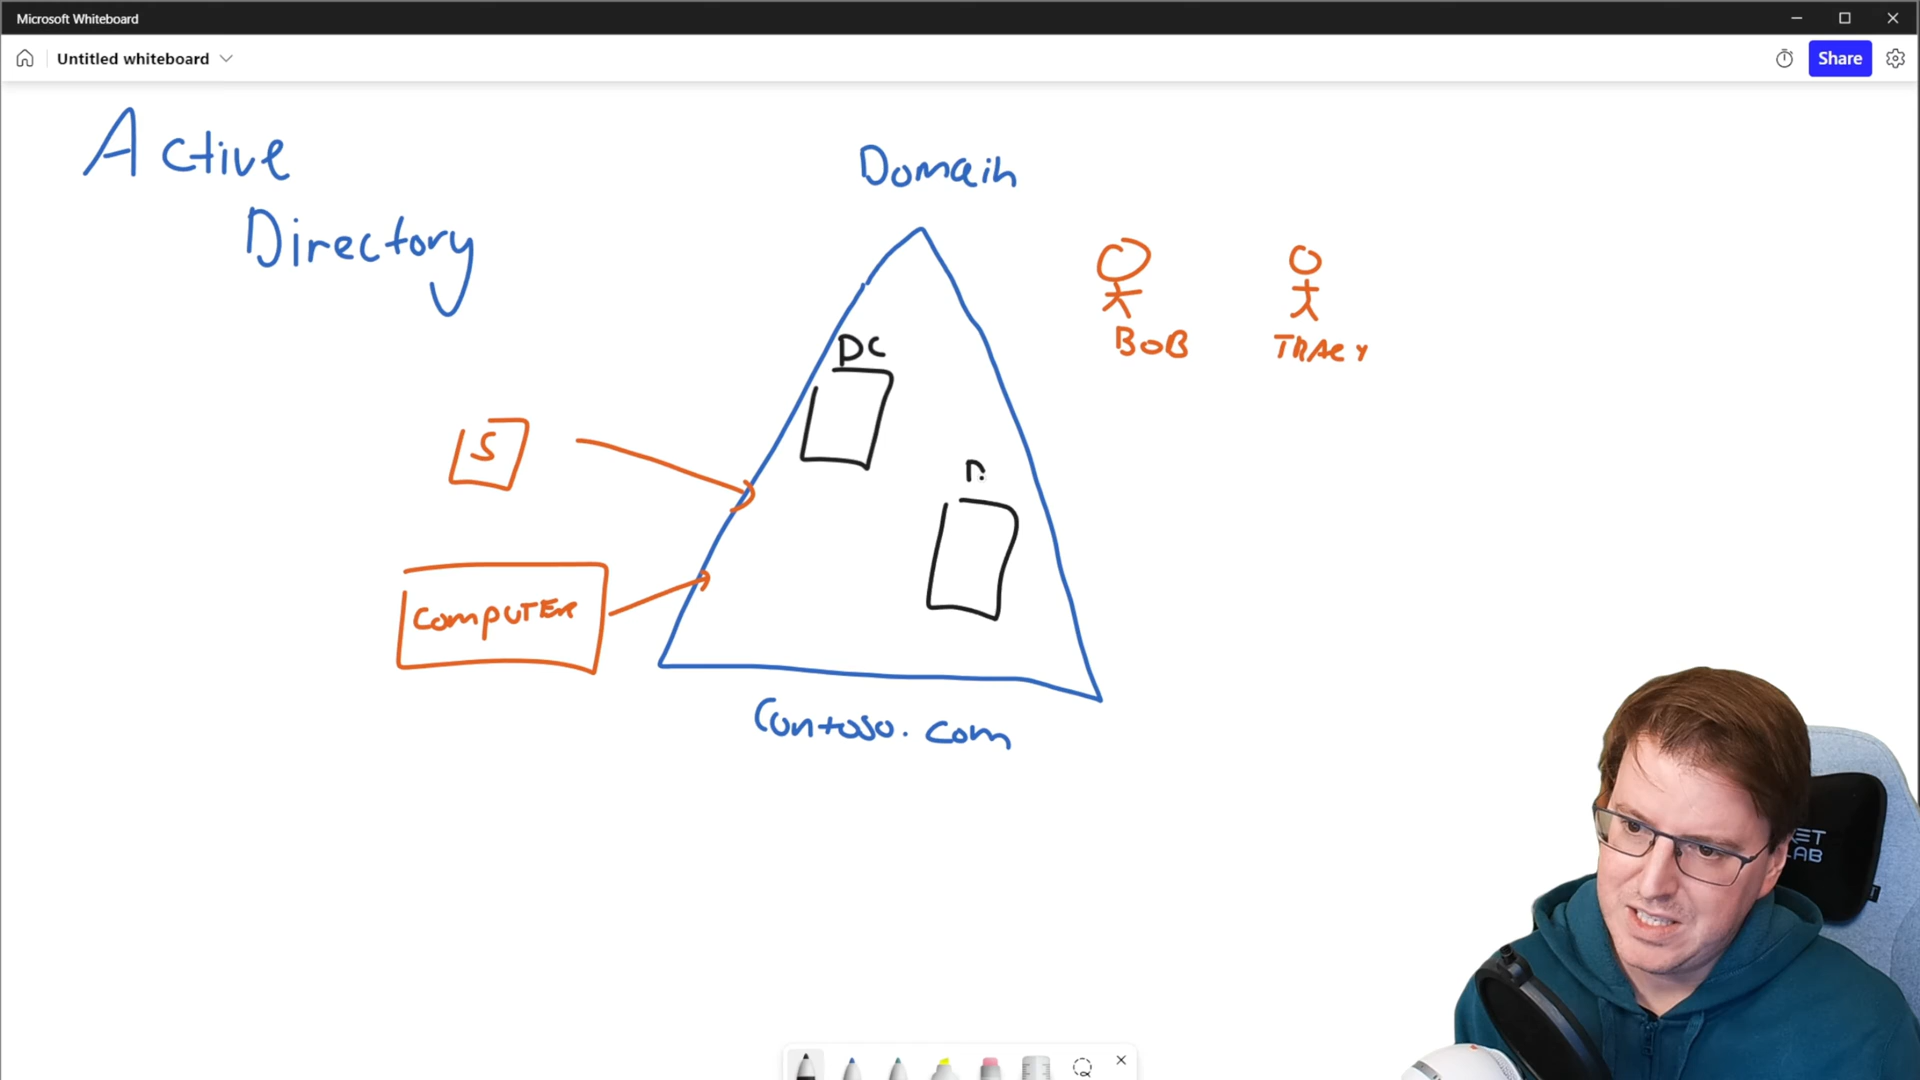 Microsoft Whiteboard
Untitled whiteboard
Share
Active
Directory
Domain
BOB
TRACY
DC
S
COMPUTER
Contoso.com